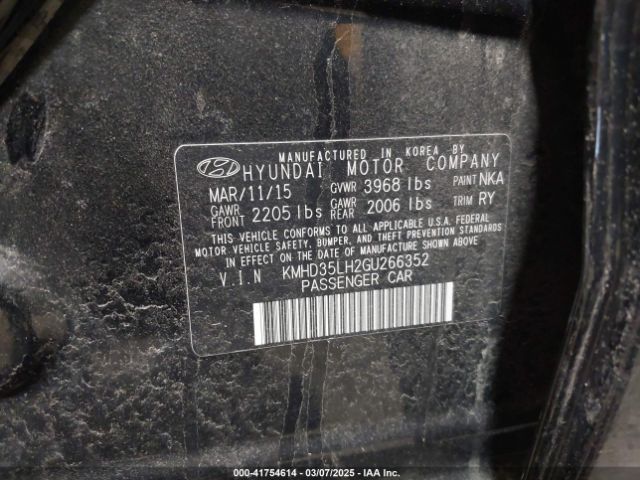 MANUFACTURED IN KOREA BY
HYUNDAI MOTOR COMPANY
MAR/11/15 GVWR 3968 lbs PAINT NKA
GAWR FRONT 2205 lbs GAWR REAR 2006 lbs TRIM RY
THIS VEHICLE CONFORMS TO ALL APPLICABLE U.S.A. FEDERAL
MOTOR VEHICLE SAFETY, BUMPER, AND THEFT PREVENTION
STANDARDS IN EFFECT ON THE DATE OF MANUFACTURE SHOWN ABOVE.
V.I.N KMHD35LH2GU266352
PASSENGER CAR
000-41754614 - 03/07/2025 - IAA Inc.